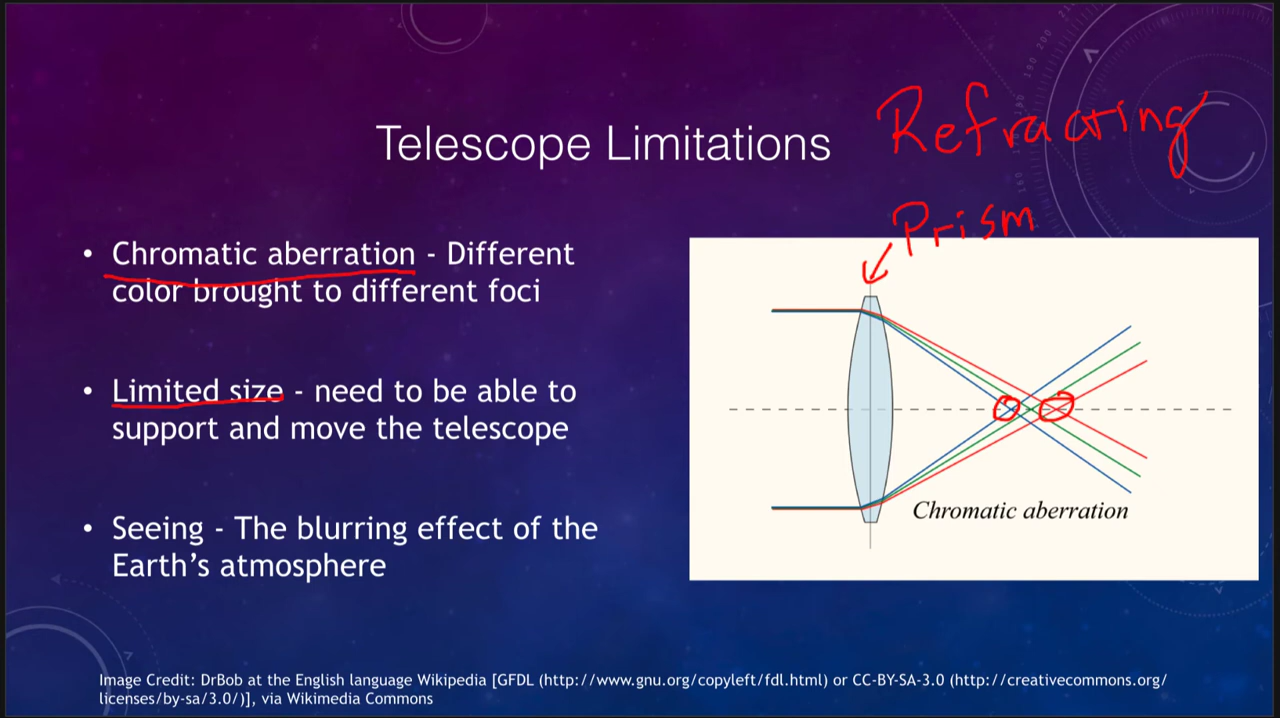 Telescope Limitations
Refracting
Prism
• Chromatic aberration - Different
color brought to different foci
• Limited size - need to be able to
support and move the telescope
• Seeing - The blurring effect of the
Earth's atmosphere
Chromatic aberration
Image Credit: DrBob at the English language Wikipedia [GFDL (http://www.gnu.org/copyleft/fdl.html) or CC-BY-SA-3.0 (http://creativecommons.org/
licenses/by-sa/3.0/)], via Wikimedia Commons